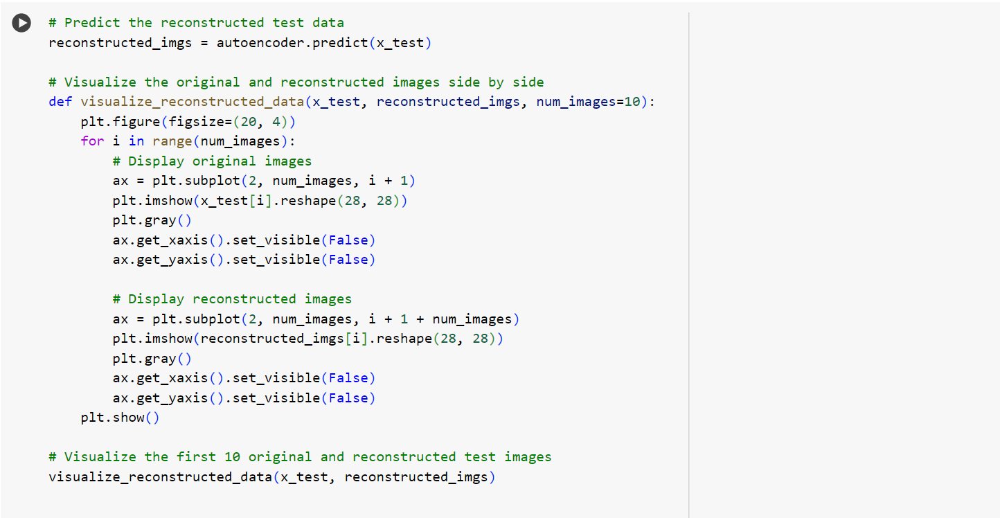 # Predict the reconstructed test data
reconstructed_imgs = autoencoder.predict(x_test)

# Visualize the original and reconstructed images side by side
def visualize_reconstructed_data(x_test, reconstructed_imgs, num_images=10):
    plt.figure(figsize=(20, 4))
    for i in range(num_images):
        # Display original images
        ax = plt.subplot(2, num_images, i + 1)
        plt.imshow(x_test[i].reshape(28, 28))
        plt.gray()
        ax.get_xaxis().set_visible(False)
        ax.get_yaxis().set_visible(False)

        # Display reconstructed images
        ax = plt.subplot(2, num_images, i + 1 + num_images)
        plt.imshow(reconstructed_imgs[i].reshape(28, 28))
        plt.gray()
        ax.get_xaxis().set_visible(False)
        ax.get_yaxis().set_visible(False)
    plt.show()

# Visualize the first 10 original and reconstructed test images
visualize_reconstructed_data(x_test, reconstructed_imgs)